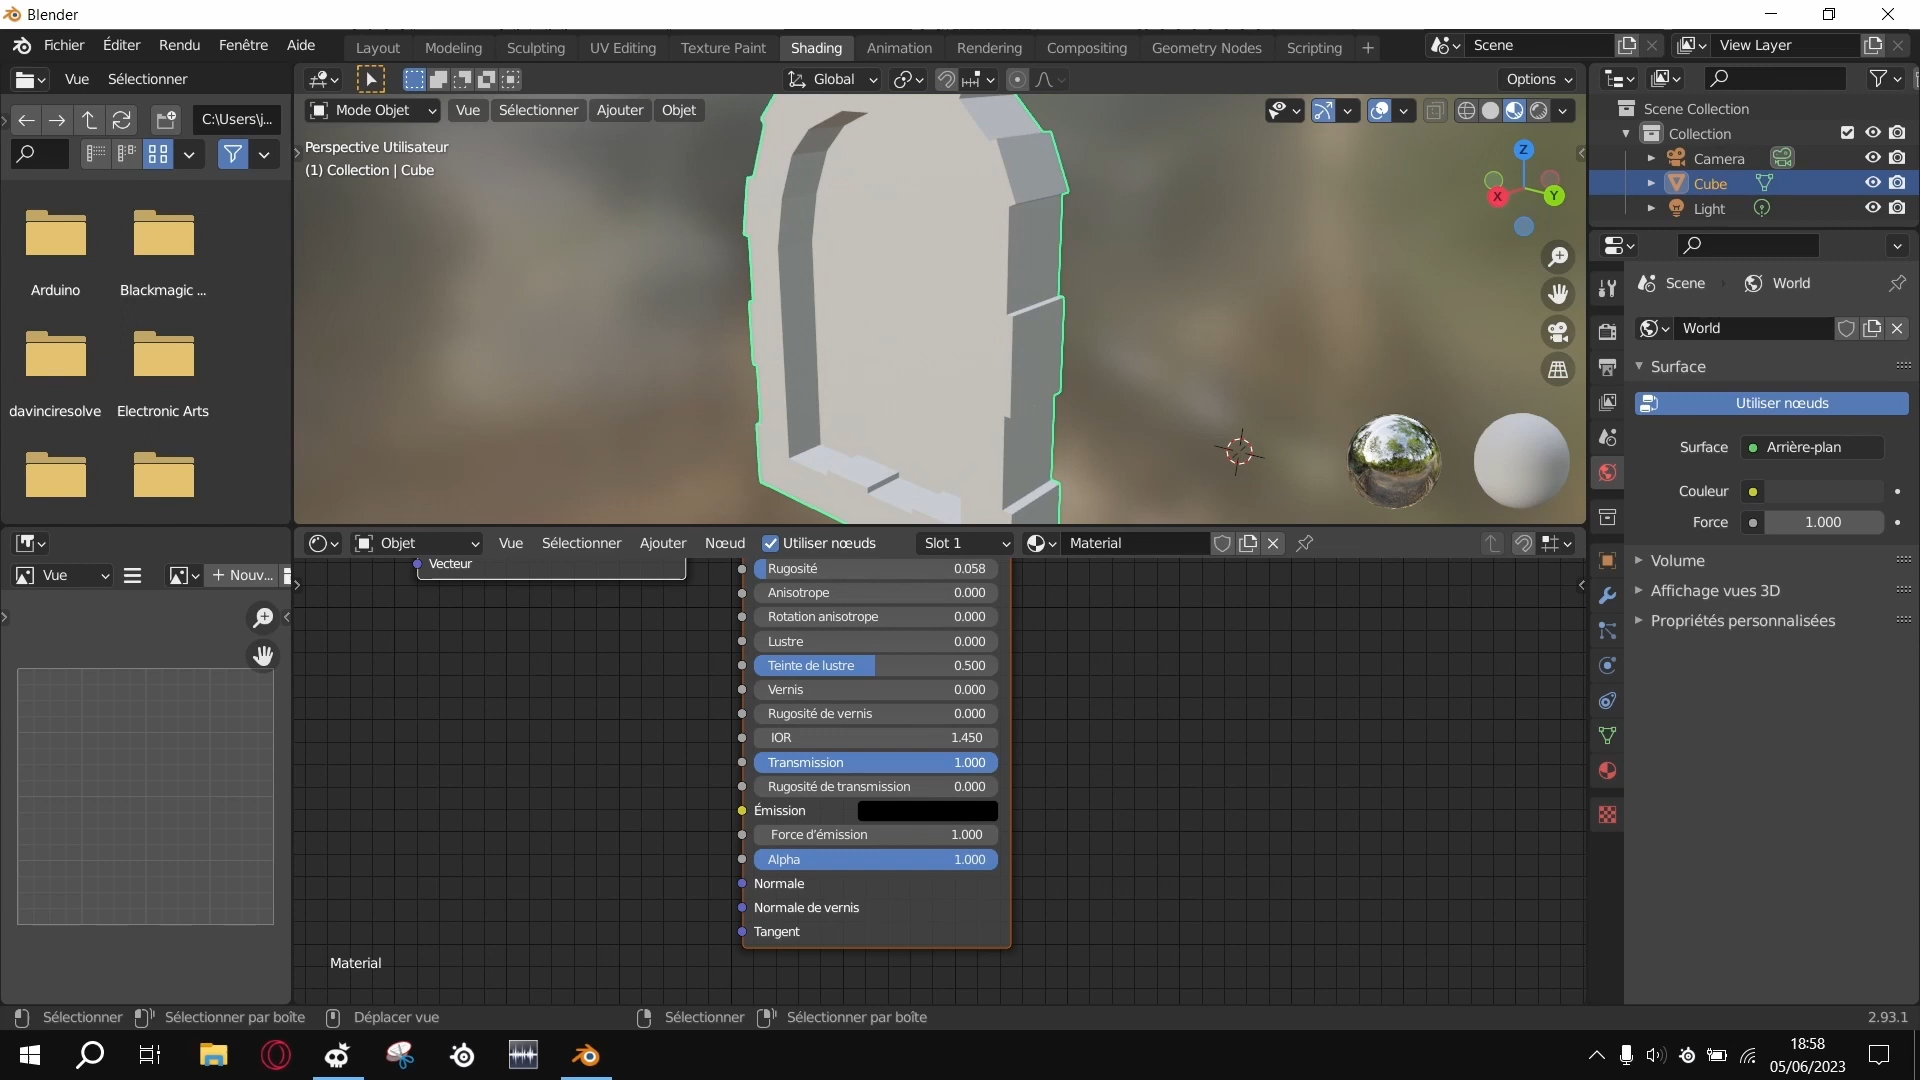 Blender
Fichier Éditer Rendu Fenêtre Aide
Layout Modeling Sculpting UV Editing Texture Paint Shading Animation Rendering Compositing Geometry Nodes Scripting +
Scene View Layer
Vue Sélectionner
Global Options
C:\Users\j...
Mode Objet Vue Sélectionner Ajouter Objet
Perspective Utilisateur
(1) Collection | Cube
Z
X
Y
Arduino
Blackmagic ...
davinciresolve
Electronic Arts
Scene Collection
Collection
Camera
Cube
Light
Scene World
World
Surface
Utiliser nœuds
Surface Arrière-plan
Couleur
Force 1.000
Volume
Affichage vues 3D
Propriétés personnalisées
Objet Vue Sélectionner Ajouter Nœud Utiliser nœuds Slot 1 Material
Vue + Nouv...
Vecteur
Rugosité 0.058
Anisotrope 0.000
Rotation anisotrope 0.000
Lustre 0.000
Teinte de lustre 0.500
Vernis 0.000
Rugosité de vernis 0.000
IOR 1.450
Transmission 1.000
Rugosité de transmission 0.000
Émission
Force d’émission 1.000
Alpha 1.000
Normale
Normale de vernis
Tangent
Material
Sélectionner Sélectionner par boîte Déplacer vue Sélectionner Sélectionner par boîte 2.93.1
18:58
05/06/2023